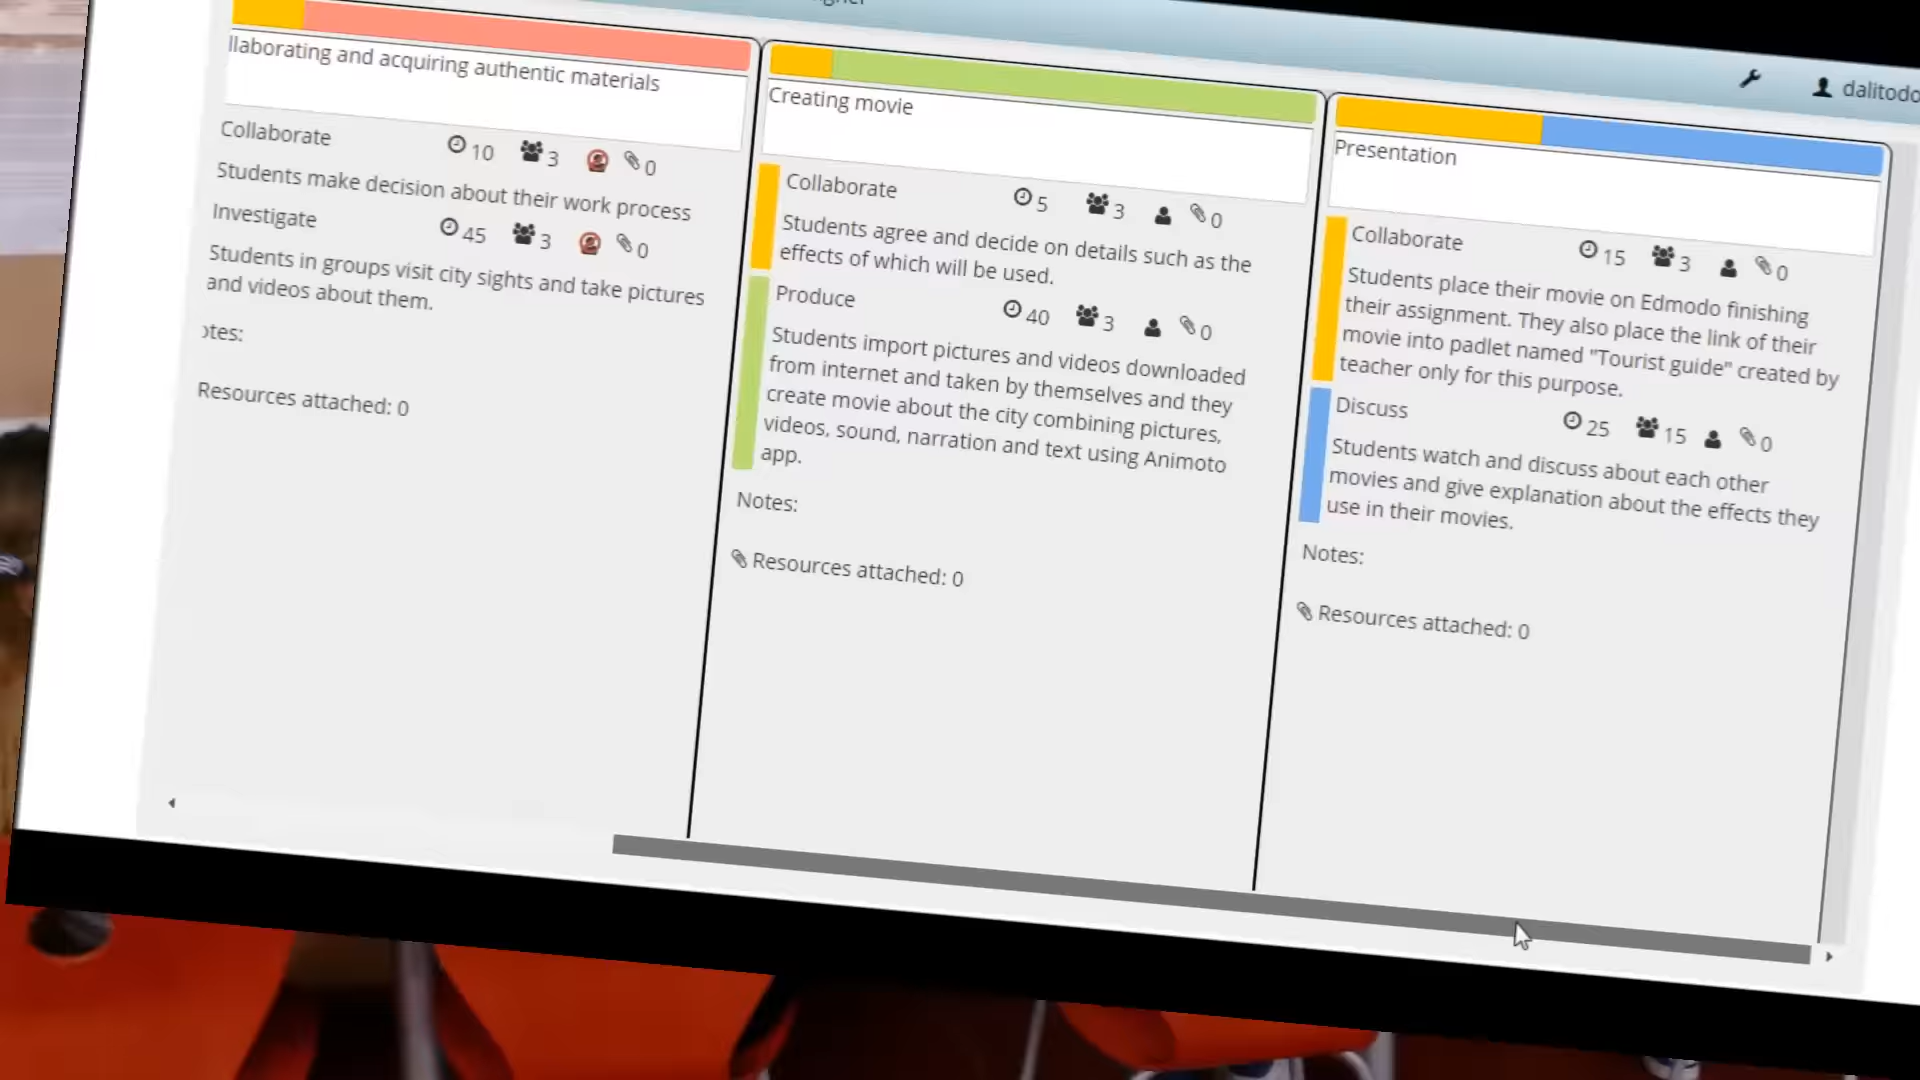 dalitodo
llaborating and acquiring authentic materials
Collaborate 10 3 0
Students make decision about their work process
Investigate 45 3 0
Students in groups visit city sights and take pictures
and videos about them.
otes:
Resources attached: 0
Creating movie
Collaborate 5 3 0
Students agree and decide on details such as the
effects of which will be used.
Produce 40 3 0
Students import pictures and videos downloaded
from internet and taken by themselves and they
create movie about the city combining pictures,
videos, sound, narration and text using Animoto
app.
Notes:
Resources attached: 0
Presentation
Collaborate 15 3 0
Students place their movie on Edmodo finishing
their assignment. They also place the link of their
movie into padlet named "Tourist guide" created by
teacher only for this purpose.
Discuss 25 15 0
Students watch and discuss about each other
movies and give explanation about the effects they
use in their movies.
Notes:
Resources attached: 0